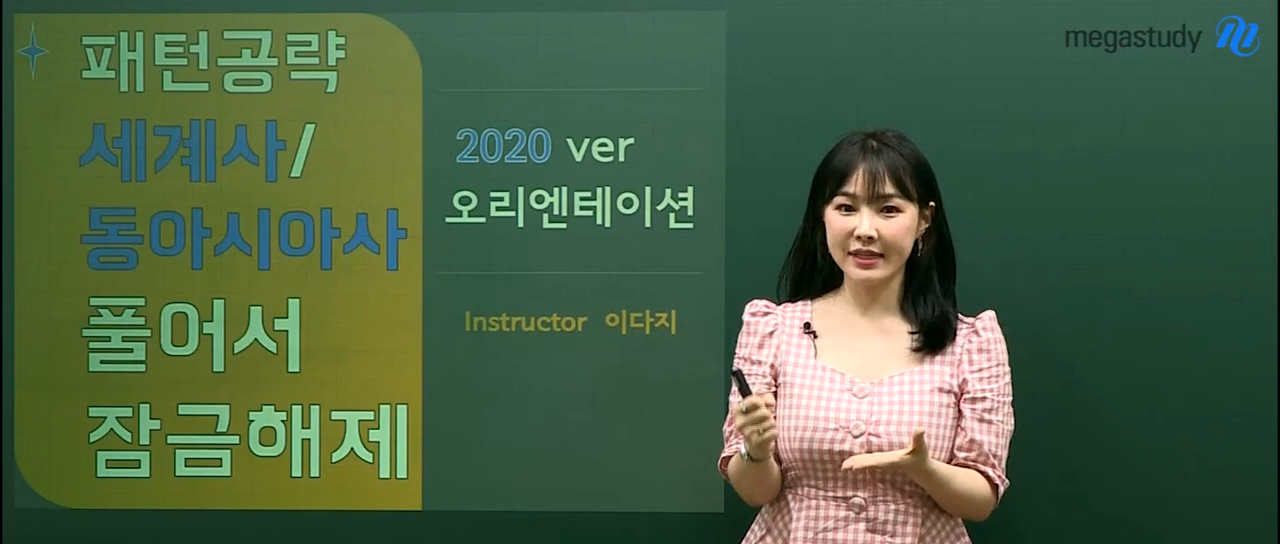 패턴공략
세계사/
동아시아사
풀어서
잠금해제
2020 ver
오리엔테이션
Instructor 이다지
megastudy